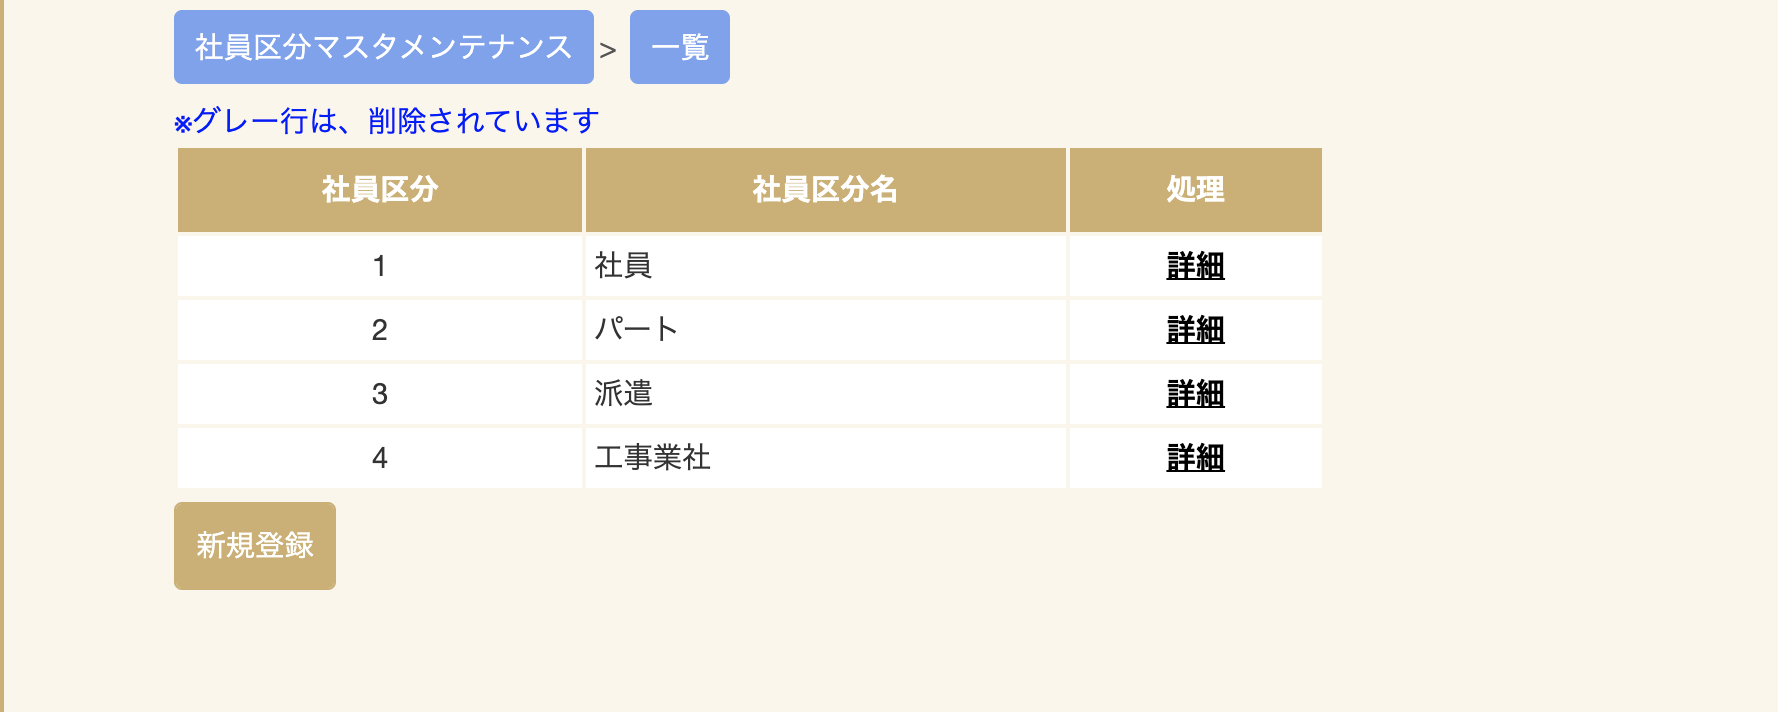 社員区分マスタメンテナンス > 一覧
※グレー行は、削除されています
社員区分 社員区分名 処理
1 社員 詳細
2 パート 詳細
3 派遣 詳細
4 工事業社 詳細
新規登録